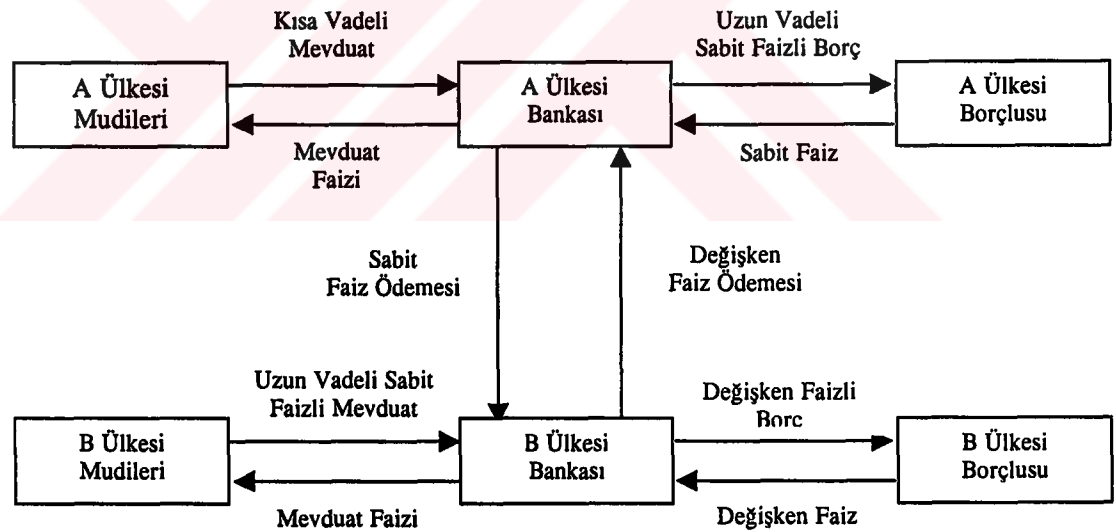 Kısa Vadeli
Mevduat
Uzun Vadeli
Sabit Faizli Borç
A Ülkesi
Mudileri
A Ülkesi
Bankası
A Ülkesi
Borçlusu
Mevduat
Faizi
Sabit Faiz
Sabit
Faiz Ödemesi
Değişken
Faiz Ödemesi
Uzun Vadeli Sabit
Faizli Mevduat
Değişken Faizli
Borç
B Ülkesi
Mudileri
B Ülkesi
Bankası
B Ülkesi
Borçlusu
Mevduat Faizi
Değişken Faiz